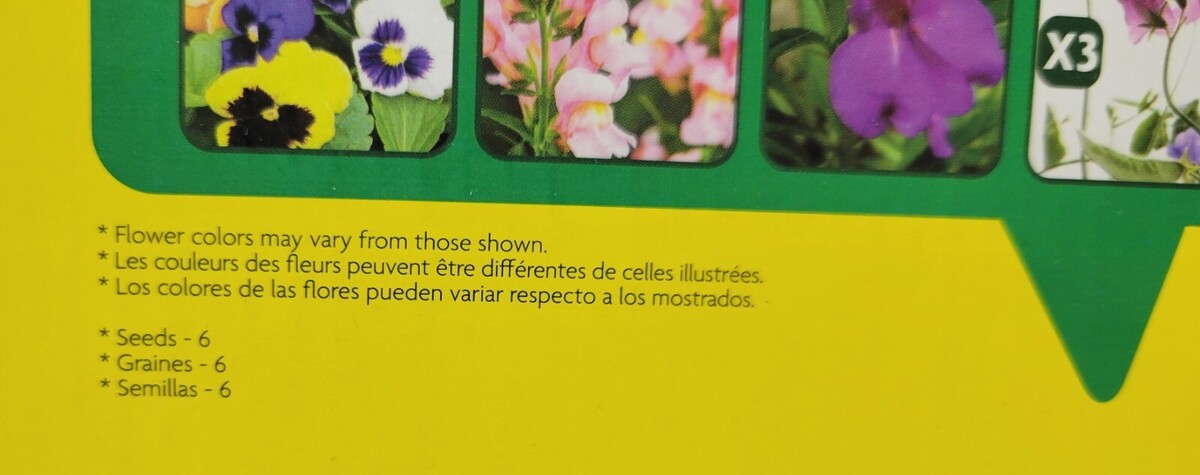 X3
* Flower colors may vary from those shown.
* Les couleurs des fleurs peuvent être différentes de celles illustrées.
* Los colores de las flores pueden variar respecto a los mostrados.
* Seeds - 6
* Graines - 6
* Semillas - 6